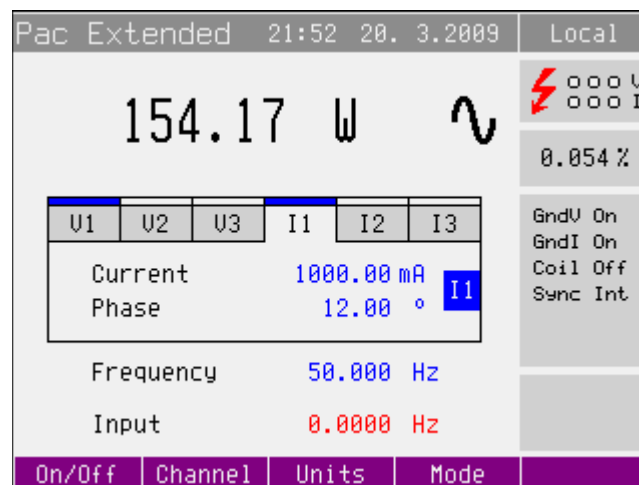 Pac Extended 21:52 20. 3.2009 Local
154.17 W
000 V
000 I
0.054 %
V1 V2 V3 I1 I2 I3
Current 1000.00 mA
Phase 12.00 °
I1
GndV On
GndI On
Coil Off
Sync Int
Frequency 50.000 Hz
Input 0.0000 Hz
On/Off Channel Units Mode